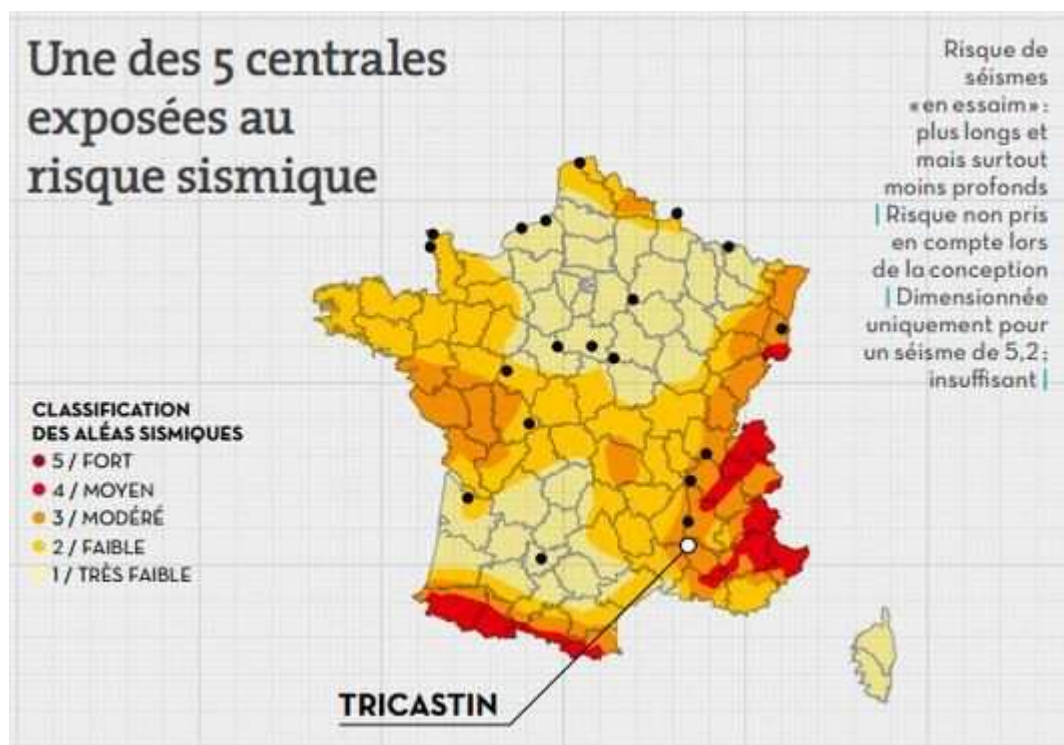 Une des 5 centrales
exposées au
risque sismique
Risque de
séismes
«en essaim»:
plus longs et
mais surtout
moins profonds
| Risque non pris
en compte lors
de la conception
| Dimensionnée
uniquement pour
un séisme de 5,2:
insuffisant |
CLASSIFICATION
DES ALÉAS SISMIQUES
5 / FORT
4 / MOYEN
3 / MODÉRÉ
2 / FAIBLE
1 / TRÈS FAIBLE
TRICASTIN